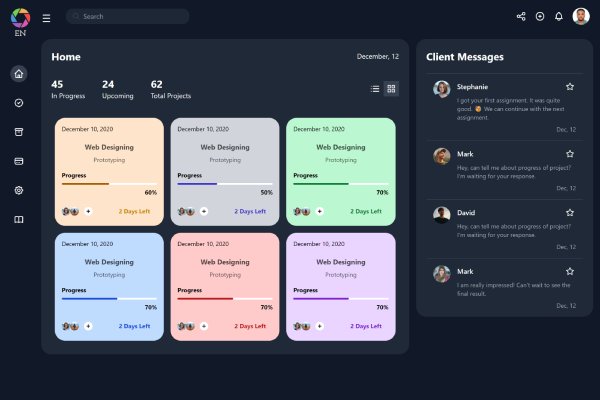 EN
Search
Home
December, 12
45
In Progress
24
Upcoming
62
Total Projects
December 10, 2020
Web Designing
Prototyping
Progress
60%
2 Days Left
December 10, 2020
Web Designing
Prototyping
Progress
50%
2 Days Left
December 10, 2020
Web Designing
Prototyping
Progress
70%
2 Days Left
December 10, 2020
Web Designing
Prototyping
Progress
70%
2 Days Left
December 10, 2020
Web Designing
Prototyping
Progress
70%
2 Days Left
December 10, 2020
Web Designing
Prototyping
Progress
70%
2 Days Left
Client Messages
Stephanie
I got your first assignment. It was quite
good. 🥳 We can continue with the next
assignment.
Dec, 12
Mark
Hey, can tell me about progress of project?
I'm waiting for your response.
Dec, 12
David
Hey, can tell me about progress of project?
I'm waiting for your response.
Dec, 12
Mark
I am really impressed! Can't wait to see the
final result.
Dec, 12